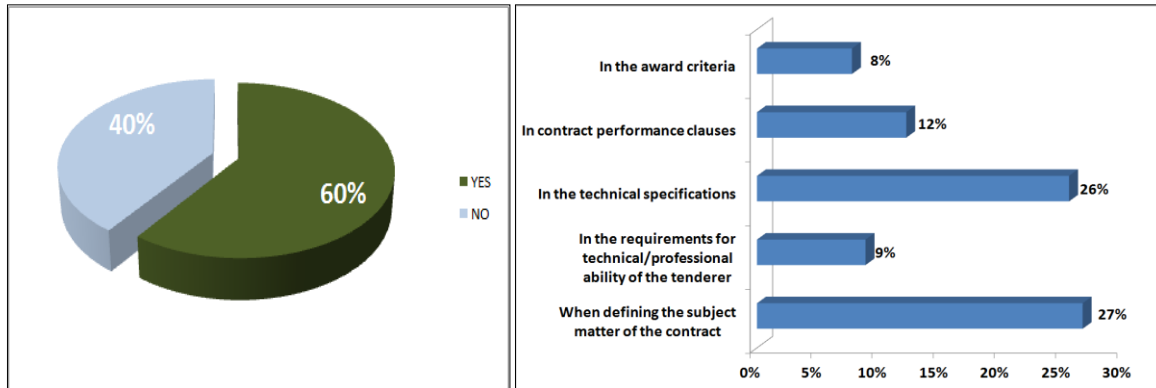 40%
60%
YES
NO
In the award criteria
8%
In contract performance clauses
12%
In the technical specifications
26%
In the requirements for
technical/professional
ability of the tenderer
9%
When defining the subject
matter of the contract
27%
0% 5% 10% 15% 20% 25% 30%